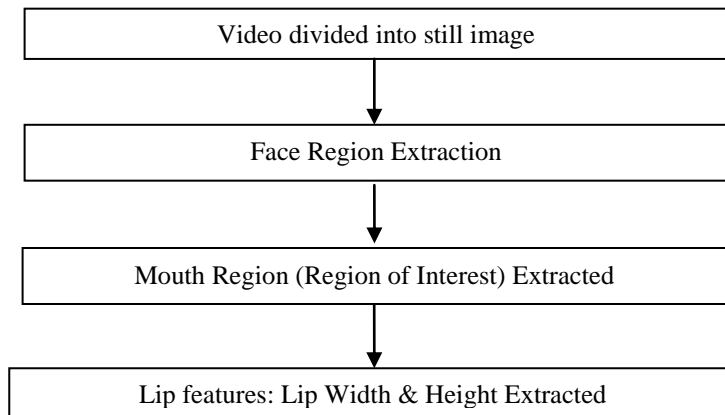 Video divided into still image
Face Region Extraction
Mouth Region (Region of Interest) Extracted
Lip features: Lip Width & Height Extracted